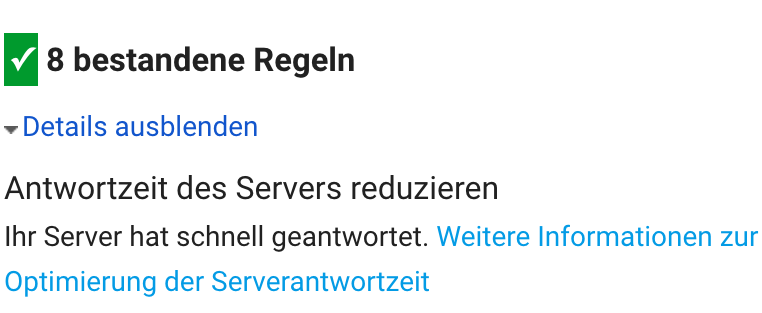 ✓ 8 bestandene Regeln
Details ausblenden
Antwortzeit des Servers reduzieren
Ihr Server hat schnell geantwortet. Weitere Informationen zur
Optimierung der Serverantwortzeit